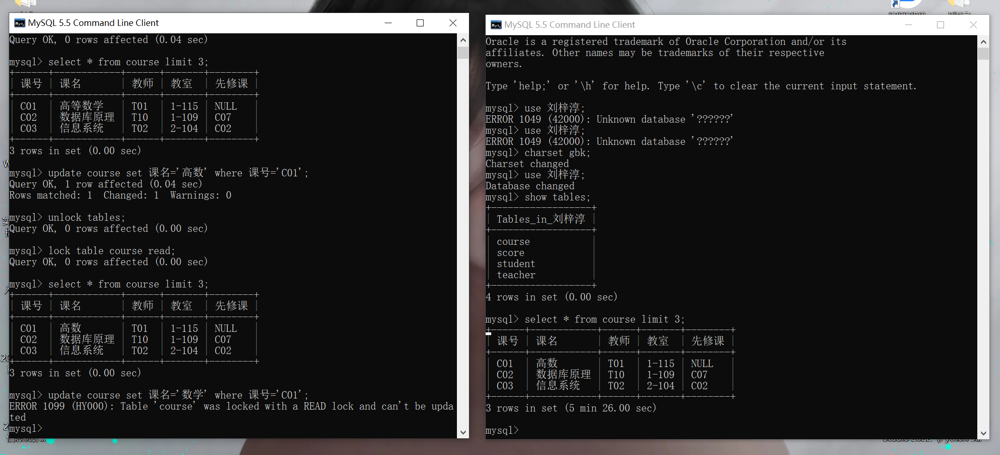 MySQL 5.5 Command Line Client
Query OK, 0 rows affected (0.04 sec)
mysql> select * from course limit 3;
+------+------------+------+-------+--------+
| 课号 | 课名       | 教师 | 教室  | 先修课 |
+------+------------+------+-------+--------+
| C01  | 高等数学   | T01  | 1-115 | NULL   |
| C02  | 数据库原理 | T10  | 1-109 | C07    |
| C03  | 信息系统   | T02  | 2-104 | C02    |
+------+------------+------+-------+--------+
3 rows in set (0.00 sec)
mysql> update course set 课名='高数' where 课号='C01';
Query OK, 1 row affected (0.04 sec)
Rows matched: 1  Changed: 1  Warnings: 0
mysql> unlock tables;
Query OK, 0 rows affected (0.00 sec)
mysql> lock table course read;
Query OK, 0 rows affected (0.00 sec)
mysql> select * from course limit 3;
+------+------------+------+-------+--------+
| 课号 | 课名       | 教师 | 教室  | 先修课 |
+------+------------+------+-------+--------+
| C01  | 高数       | T01  | 1-115 | NULL   |
| C02  | 数据库原理 | T10  | 1-109 | C07    |
| C03  | 信息系统   | T02  | 2-104 | C02    |
+------+------------+------+-------+--------+
3 rows in set (0.00 sec)
mysql> update course set 课名='数学' where 课号='C01';
ERROR 1099 (HY000): Table 'course' was locked with a READ lock and can't be upda
ted
mysql>
MySQL 5.5 Command Line Client
Oracle is a registered trademark of Oracle Corporation and/or its
affiliates. Other names may be trademarks of their respective
owners.
Type 'help;' or '\h' for help. Type '\c' to clear the current input statement.
mysql> use 刘梓淳;
ERROR 1049 (42000): Unknown database '??????'
mysql> use 刘梓淳;
ERROR 1049 (42000): Unknown database '??????'
mysql> charset gbk;
Charset changed
mysql> use 刘梓淳;
Database changed
mysql> show tables;
+------------------+
| Tables_in_刘梓淳 |
+------------------+
| course           |
| score            |
| student          |
| teacher          |
+------------------+
4 rows in set (0.00 sec)
mysql> select * from course limit 3;
+------+------------+------+-------+--------+
| 课号 | 课名       | 教师 | 教室  | 先修课 |
+------+------------+------+-------+--------+
| C01  | 高数       | T01  | 1-115 | NULL   |
| C02  | 数据库原理 | T10  | 1-109 | C07    |
| C03  | 信息系统   | T02  | 2-104 | C02    |
+------+------------+------+-------+--------+
3 rows in set (5 min 26.00 sec)
mysql>